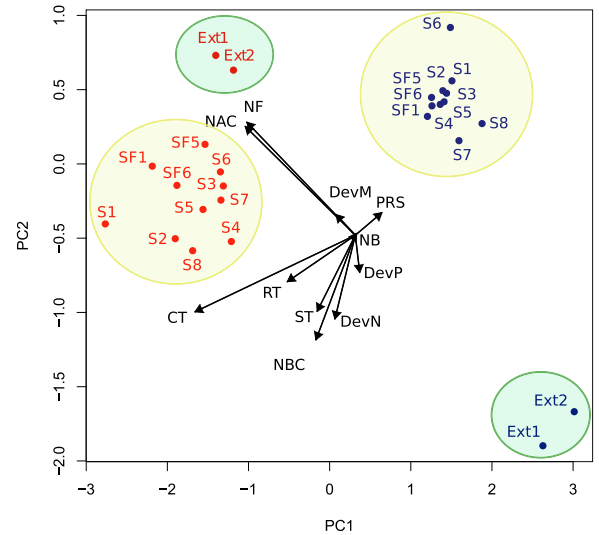 1.0
S6
Ext1
Ext2
S2 S1
SF5
0.5
SF6 S3
NF
SF1 S5
NAC
S4 S8
SF5
SF1 S6 S7
0.0
SF6 S3
DevM
S7
PRS
S1 S5
S4
S2
NB
−0.5
S8
DevP
PC2
RT
−1.0
CT ST DevN
NBC
−1.5
Ext2
Ext1
−2.0
−3 −2 −1 0 1 2 3
PC1